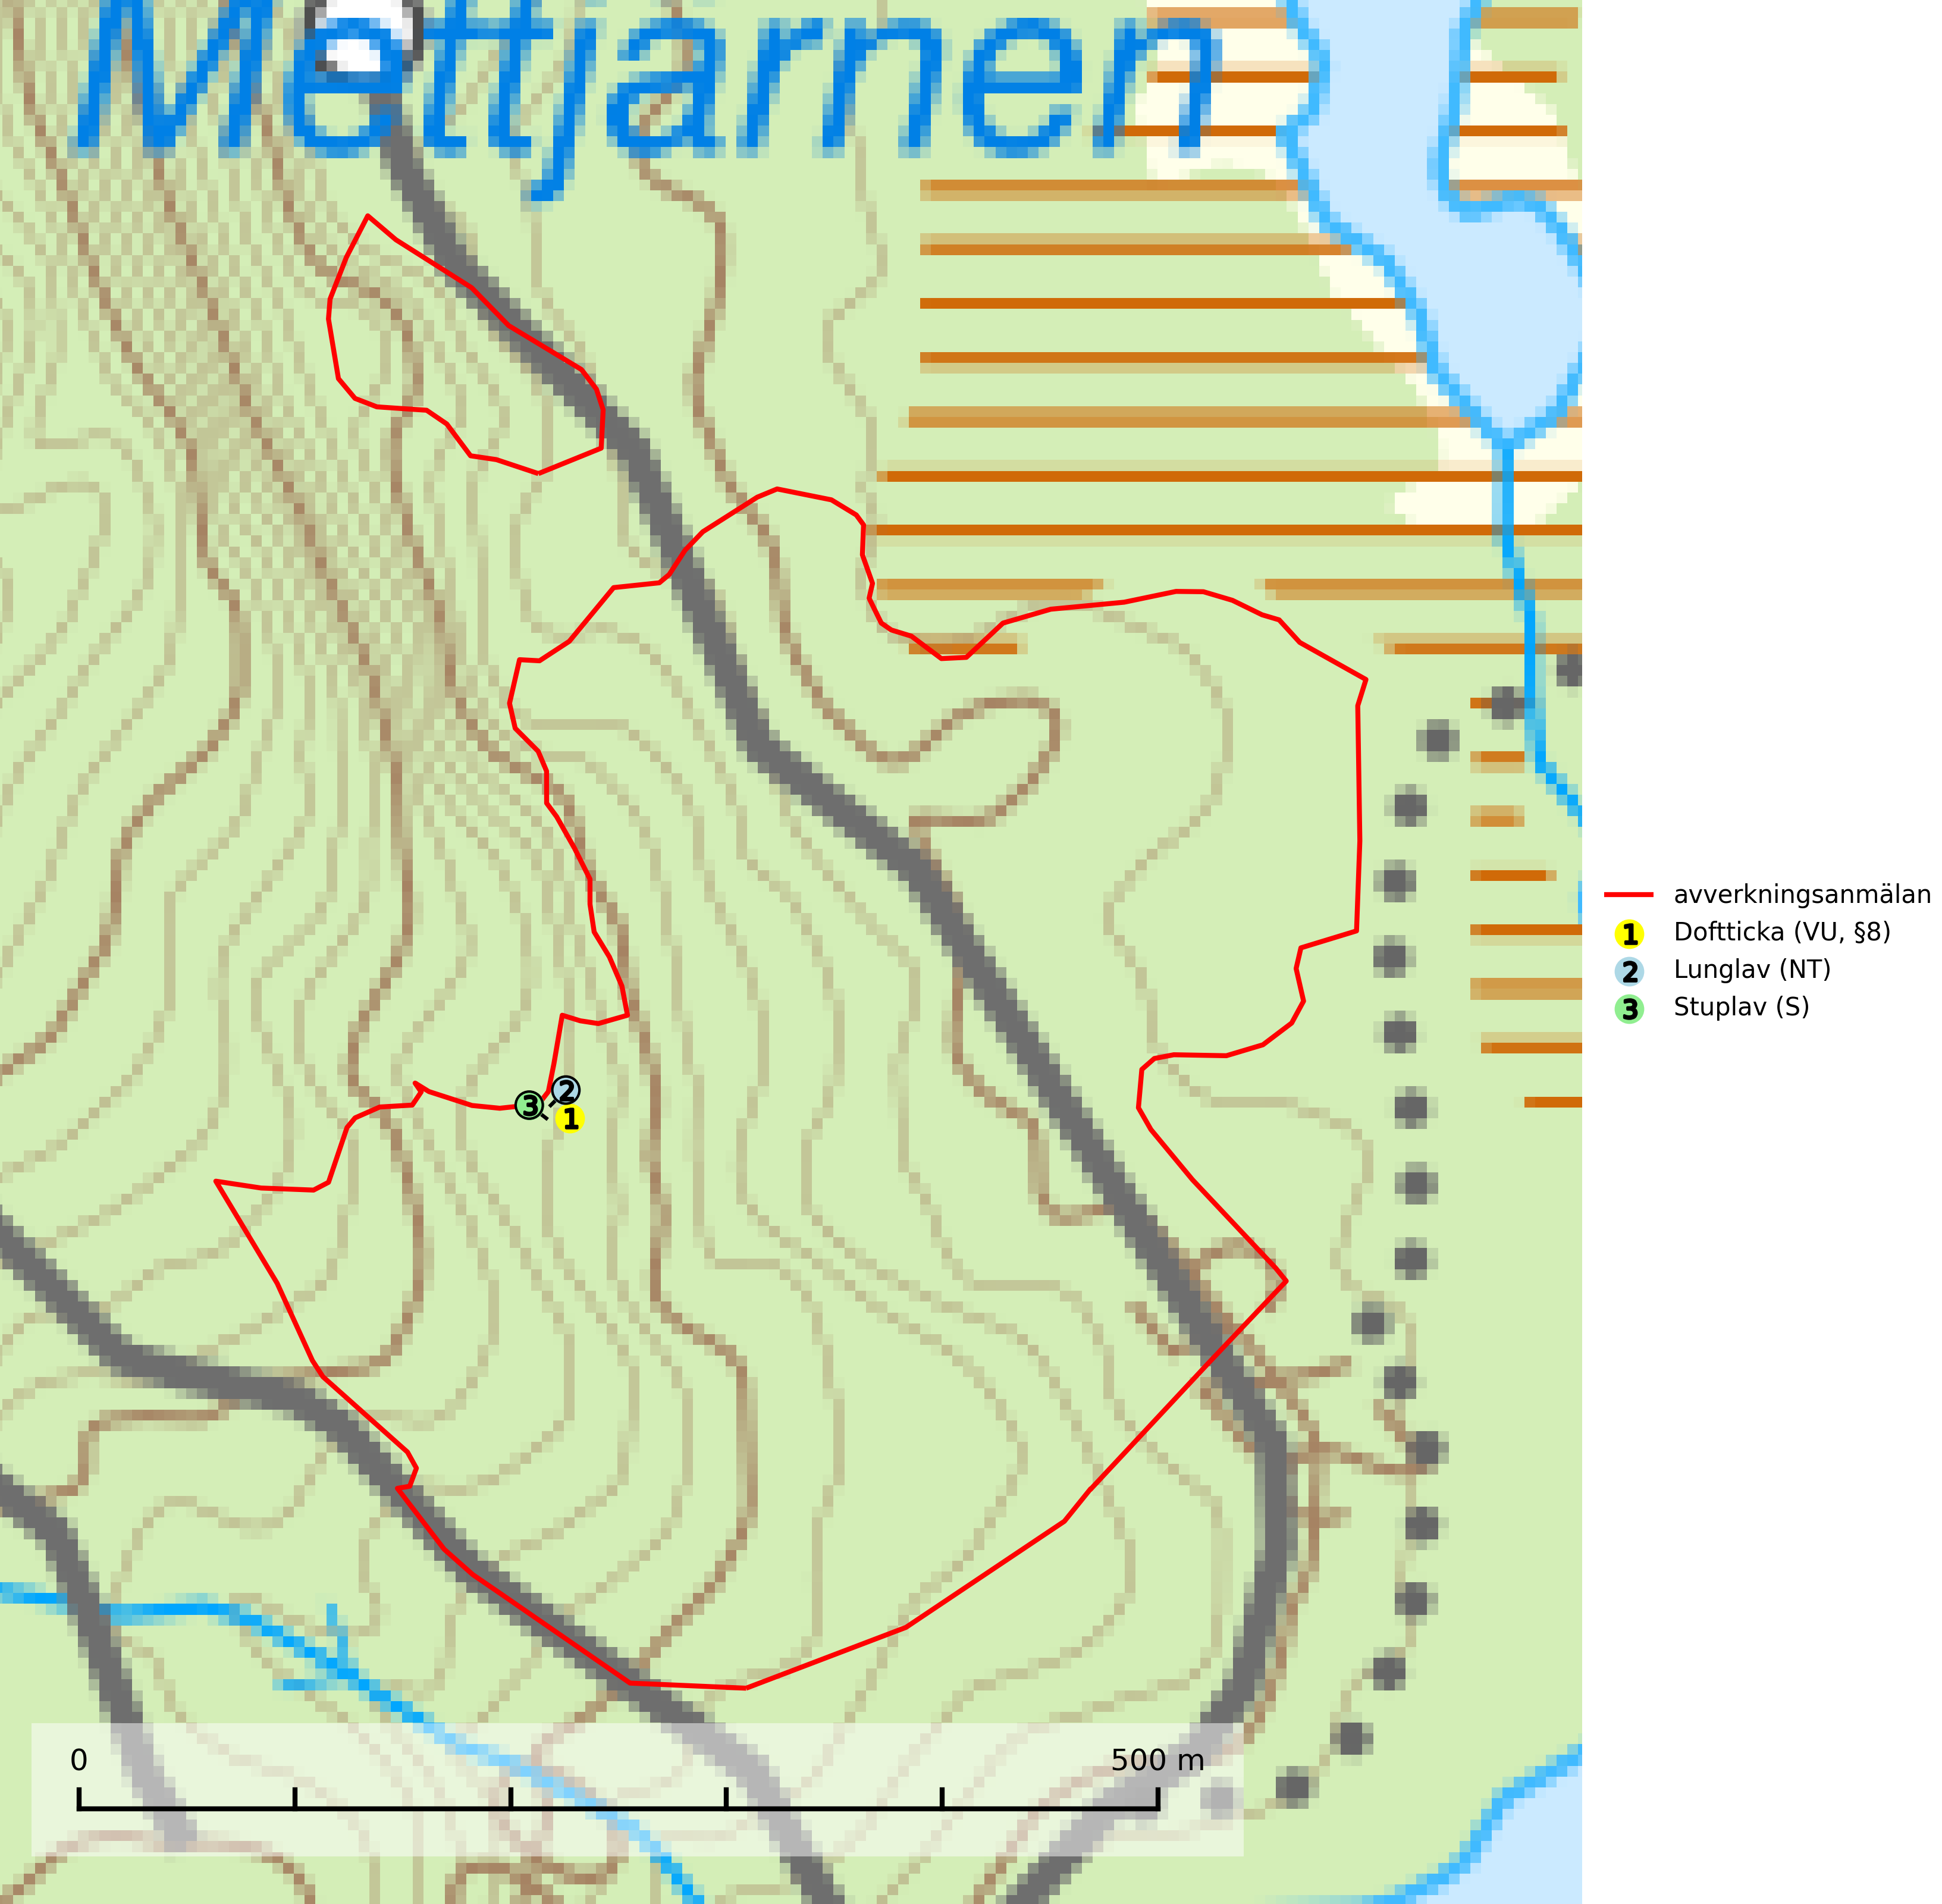 Mettjärnen
avverkningsanmälan
1 Doftticka (VU, §8)
2 Lunglav (NT)
3 Stuplav (S)
2
3
1
0 500 m